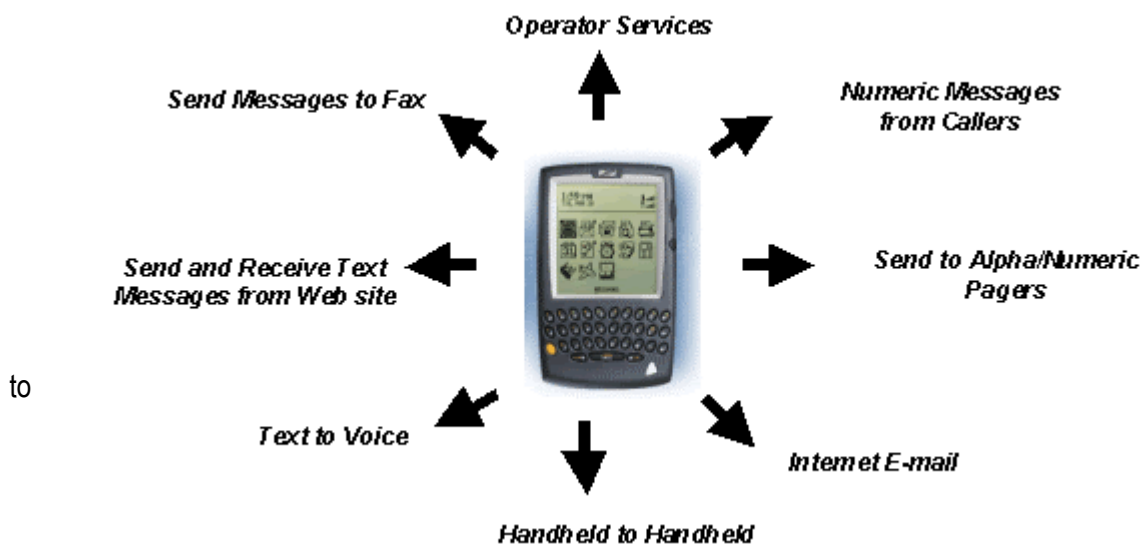 Operator Services
Send Messages to Fax
Numeric Messages
from Callers
Send and Receive Text
Messages from Web site
Send to Alpha/Numeric
Pagers
to
Text to Voice
Internet E-mail
Handheld to Handheld